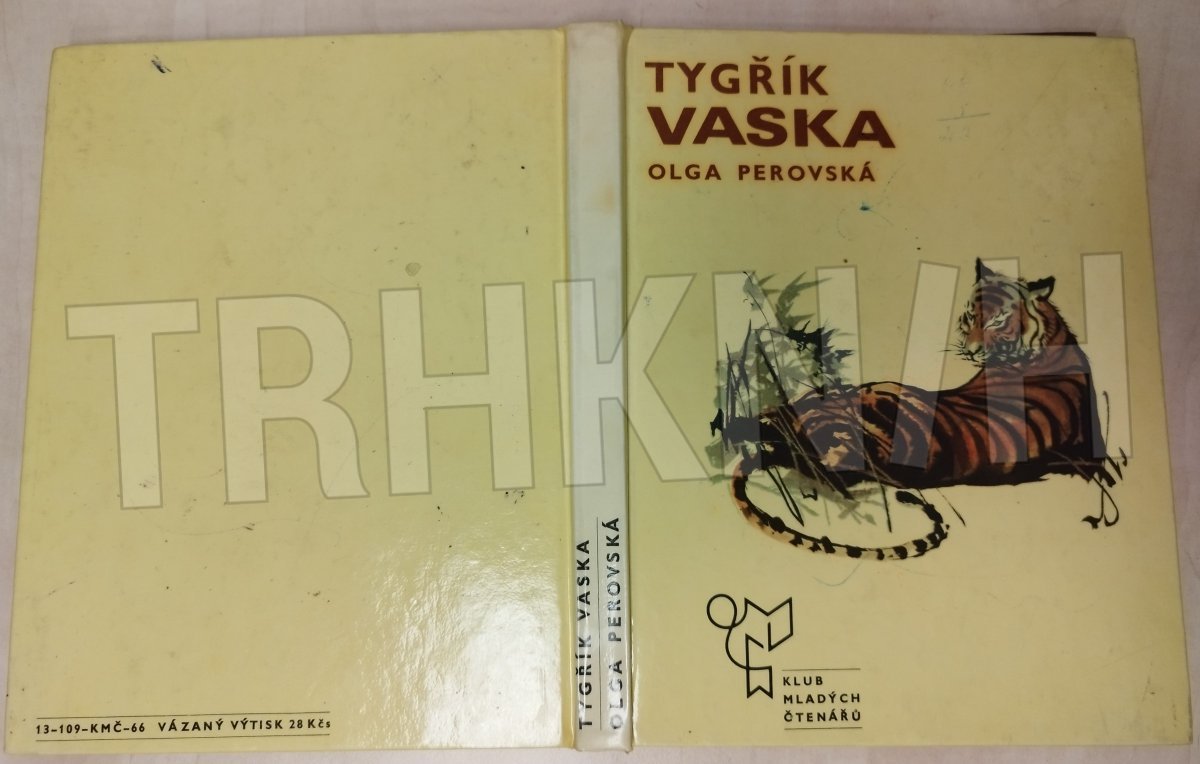 TYGŘÍK
VASKA
OLGA PEROVSKÁ
KLUB
MLADÝCH
ČTENÁŘŮ
TYGŘÍK VASKA
OLGA PEROVSKÁ
13-109-KMČ-66 VÁZANÝ VÝTISK 28 Kčs